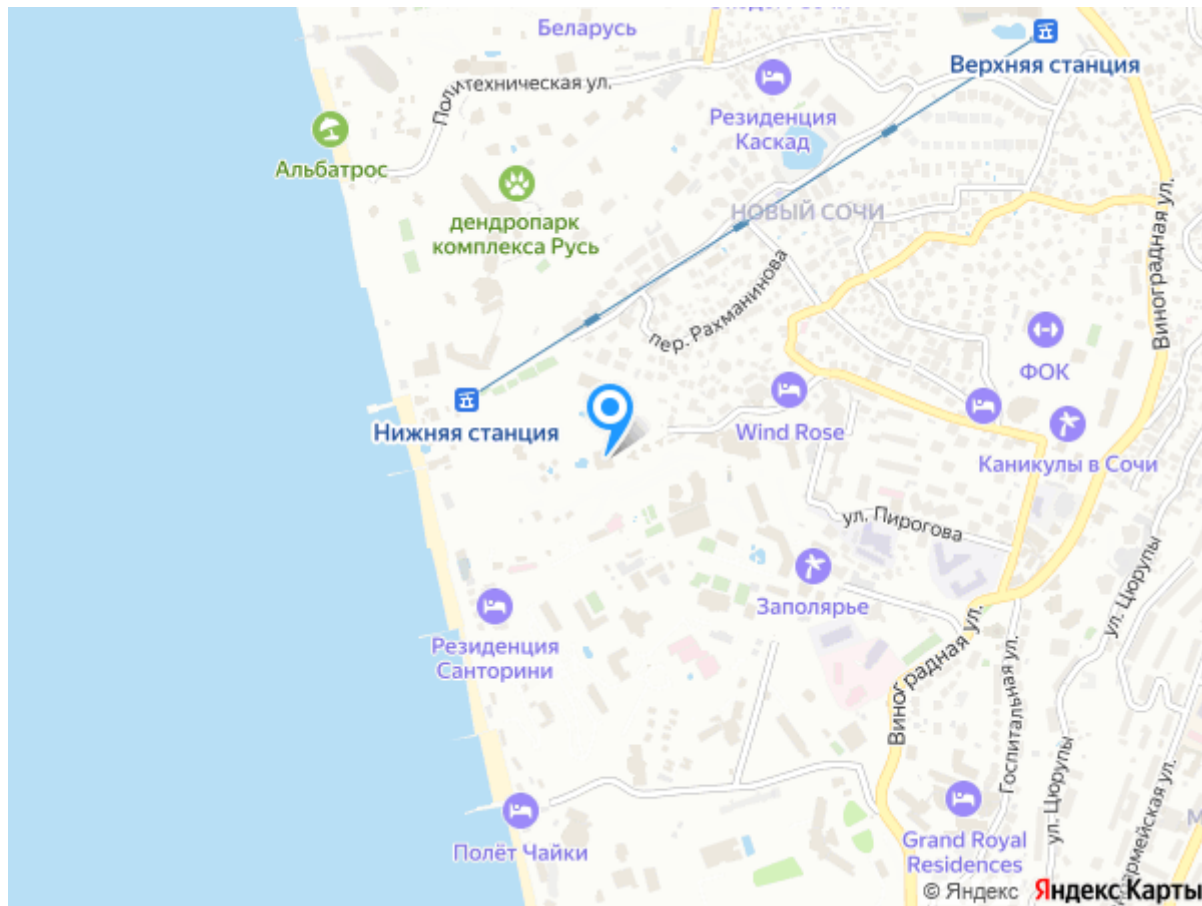 Беларусь
Верхняя станция
Политехническая ул.
Резиденция
Каскад
Альбатрос
дендропарк
комплекса Русь
НОВЫЙ СОЧИ
Виноградная ул.
пер. Рахманинова
ФОК
Нижняя станция
Wind Rose
Каникулы в Сочи
ул. Пирогова
ул. Цюрупы
Заполярье
Резиденция
Санторини
Виноградная ул.
Госпитальная ул.
ул. Цюрупы
Полёт Чайки
Grand Royal
Residences
© Яндекс Яндекс Карты